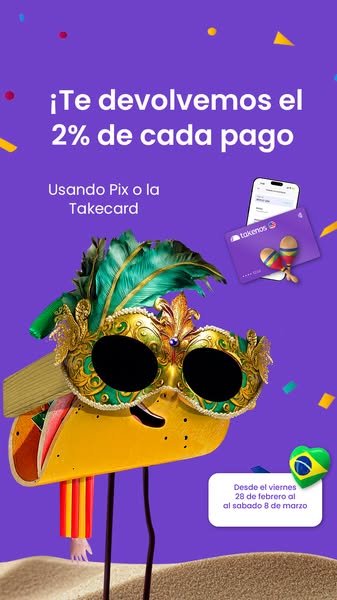 ¡Te devolvemos el
2% de cada pago
Usando Pix o la
Takecard
takenos
Desde el viernes
28 de febrero al
al sabado 8 de marzo